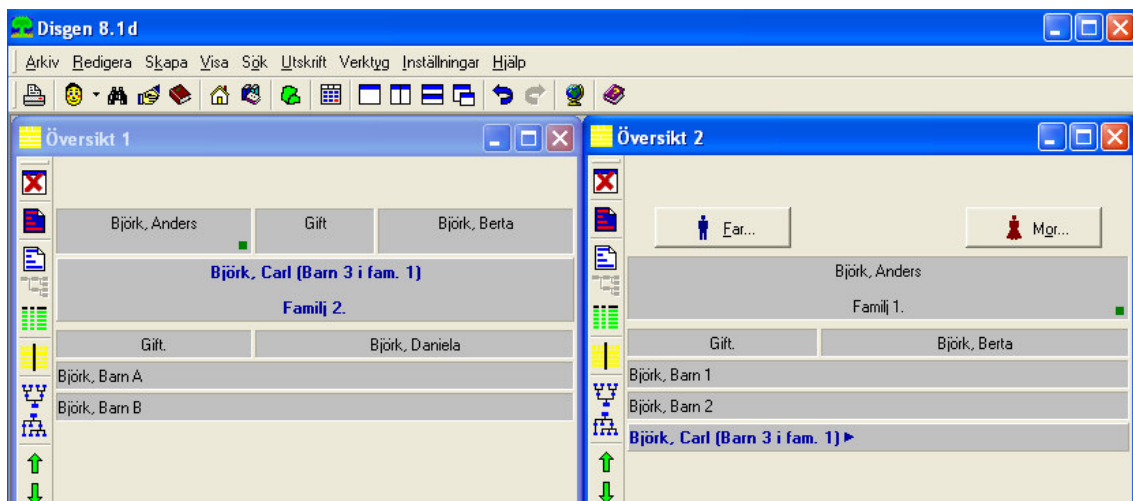 Disgen 8.1d
Arkiv Redigera Skapa Visa Sök Utskrift Verktyg Inställningar Hjälp
Översikt 1
Björk, Anders Gift Björk, Berta
Björk, Carl (Barn 3 i fam. 1)
Familj 2.
Gift. Björk, Daniela
Björk, Barn A
Björk, Barn B
Översikt 2
Far... Mor...
Björk, Anders
Familj 1.
Gift. Björk, Berta
Björk, Barn 1
Björk, Barn 2
Björk, Carl (Barn 3 i fam. 1)